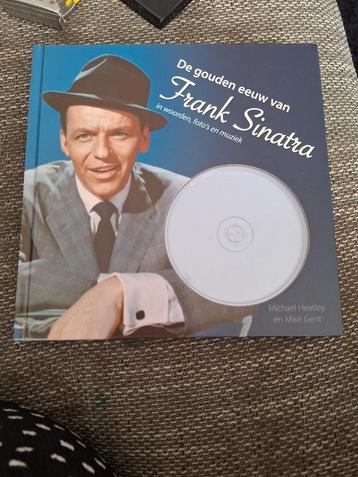 De gouden eeuw van
Frank Sinatra
in woorden, foto's en muziek
Michael Heatley
en Mike Gent